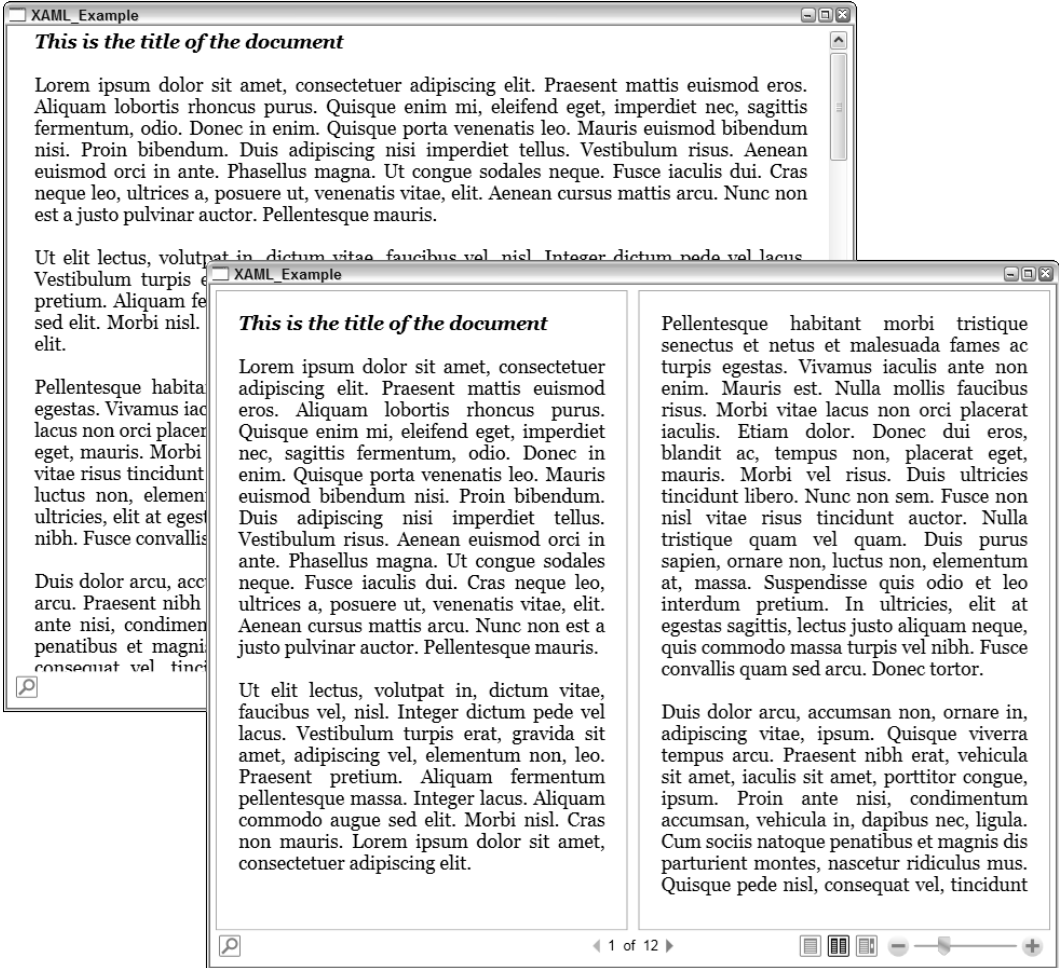 XAML_Example
This is the title of the document
Lorem ipsum dolor sit amet, consectetuer adipiscing elit. Praesent mattis euismod eros.
Aliquam lobortis rhoncus purus. Quisque enim mi, eleifend eget, imperdiet nec, sagittis
fermentum, odio. Donec in enim. Quisque porta venenatis leo. Mauris euismod bibendum
nisi. Proin bibendum. Duis adipiscing nisi imperdiet tellus. Vestibulum risus. Aenean
euismod orci in ante. Phasellus magna. Ut congue sodales neque. Fusce iaculis dui. Cras
neque leo, ultrices a, posuere ut, venenatis vitae, elit. Aenean cursus mattis arcu. Nunc non
est a justo pulvinar auctor. Pellentesque mauris.
Ut elit lectus, volutpat in, dictum vitae, faucibus vel, nisl. Integer dictum pede vel lacus.
Vestibulum turpis
pretium. Aliquam
sed elit. Morbi nisl.
elit.
Pellentesque
egestas. Vivamus
lacus non orci
eget, mauris. Morbi
vitae risus tincidunt
luctus non,
ultricies, elit at
nibh. Fusce convallis
Duis dolor arcu,
arcu. Praesent nibh
ante nisi,
penatibus et
consequat vel,
XAML_Example
This is the title of the document
Lorem ipsum dolor sit amet, consectetuer
adipiscing elit. Praesent mattis euismod
eros. Aliquam lobortis rhoncus purus.
Quisque enim mi, eleifend eget, imperdiet
nec, sagittis fermentum, odio. Donec in
enim. Quisque porta venenatis leo. Mauris
euismod bibendum nisi. Proin bibendum.
Duis adipiscing nisi imperdiet tellus.
Vestibulum risus. Aenean euismod orci in
ante. Phasellus magna. Ut congue sodales
neque. Fusce iaculis dui. Cras neque leo,
ultrices a, posuere ut, venenatis vitae, elit.
Aenean cursus mattis arcu. Nunc non est a
justo pulvinar auctor. Pellentesque mauris.
Ut elit lectus, volutpat in, dictum vitae,
faucibus vel, nisl. Integer dictum pede vel
lacus. Vestibulum turpis erat, gravida sit
amet, adipiscing vel, elementum non, leo.
Praesent pretium. Aliquam fermentum
pellentesque massa. Integer lacus. Aliquam
commodo augue sed elit. Morbi nisl. Cras
non mauris. Lorem ipsum dolor sit amet,
consectetuer adipiscing elit.
Pellentesque habitant morbi tristique
senectus et netus et malesuada fames ac
turpis egestas. Vivamus iaculis ante non
enim. Mauris est. Nulla mollis faucibus
risus. Morbi vitae lacus non orci placerat
iaculis. Etiam dolor. Donec dui eros,
blandit ac, tempus non, placerat eget,
mauris. Morbi vel risus. Duis ultricies
tincidunt libero. Nunc non sem. Fusce non
nisl vitae risus tincidunt auctor. Nulla
tristique quam vel quam. Duis purus
sapien, ornare non, luctus non, elementum
at, massa. Suspendisse quis odio et leo
interdum pretium. In ultricies, elit at
egestas sagittis, lectus justo aliquam neque,
quis commodo massa turpis vel nibh. Fusce
convallis quam sed arcu. Donec tortor.
Duis dolor arcu, accumsan non, ornare in,
adipiscing vitae, ipsum. Quisque viverra
tempus arcu. Praesent nibh erat, vehicula
sit amet, iaculis sit amet, porttitor congue,
ipsum. Proin ante nisi, condimentum
accumsan, vehicula in, dapibus nec, ligula.
Cum sociis natoque penatibus et magnis dis
parturient montes, nascetur ridiculus mus.
Quisque pede nisl, consequat vel, tincidunt
1 of 12